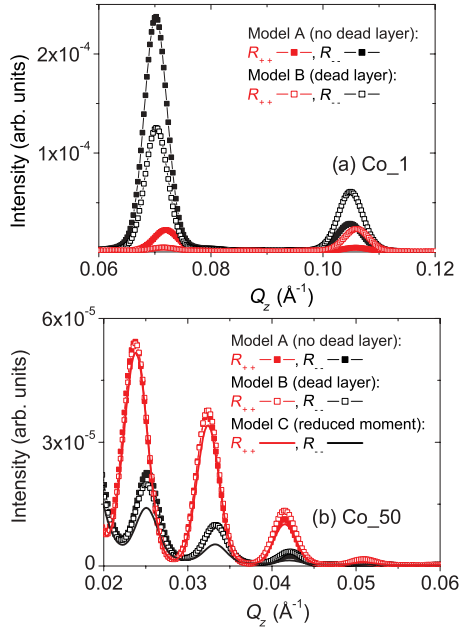 2x10⁻⁴
1x10⁻⁴
Intensity (arb. units)
Model A (no dead layer):
R₊₊ —■—, R₋₋ —■—
Model B (dead layer):
R₊₊ —□—, R₋₋ —□—
(a) Co_1
0.06 0.08 0.10 0.12
Q_z (Å⁻¹)
6x10⁻⁵
3x10⁻⁵
0
Intensity (arb. units)
Model A (no dead layer):
R₊₊ —■—, R₋₋ —■—
Model B (dead layer):
R₊₊ —□—, R₋₋ —□—
Model C (reduced moment):
R₊₊ ——, R₋₋ ——
(b) Co_50
0.02 0.03 0.04 0.05 0.06
Q_z (Å⁻¹)